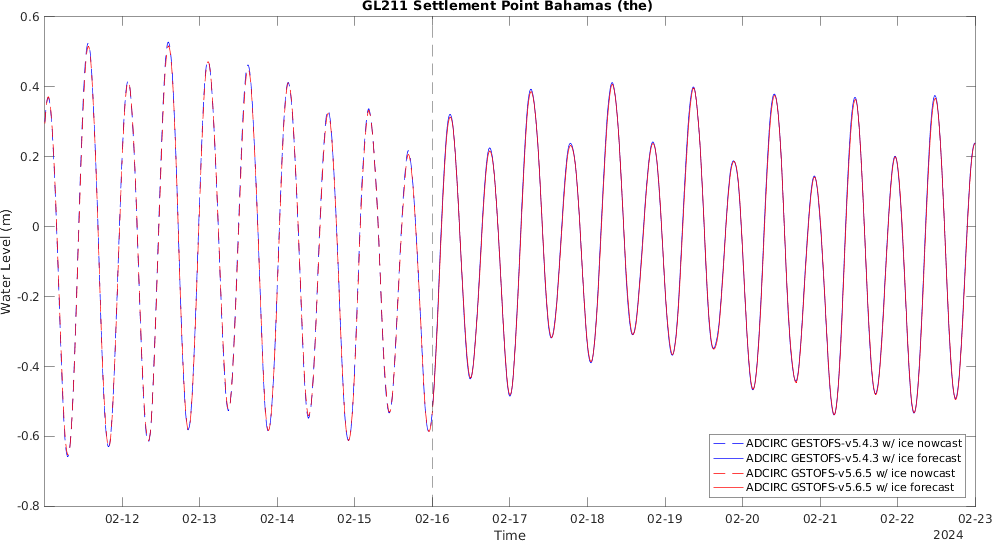 GL211 Settlement Point Bahamas (the)
0.6
0.4
0.2
0
-0.2
-0.4
-0.6
-0.8
Water Level (m)
ADCIRC GESTOFS-v5.4.3 w/ ice nowcast
ADCIRC GESTOFS-v5.4.3 w/ ice forecast
ADCIRC GSTOFS-v5.6.5 w/ ice nowcast
ADCIRC GSTOFS-v5.6.5 w/ ice forecast
02-12 02-13 02-14 02-15 02-16 02-17 02-18 02-19 02-20 02-21 02-22 02-23
Time
2024